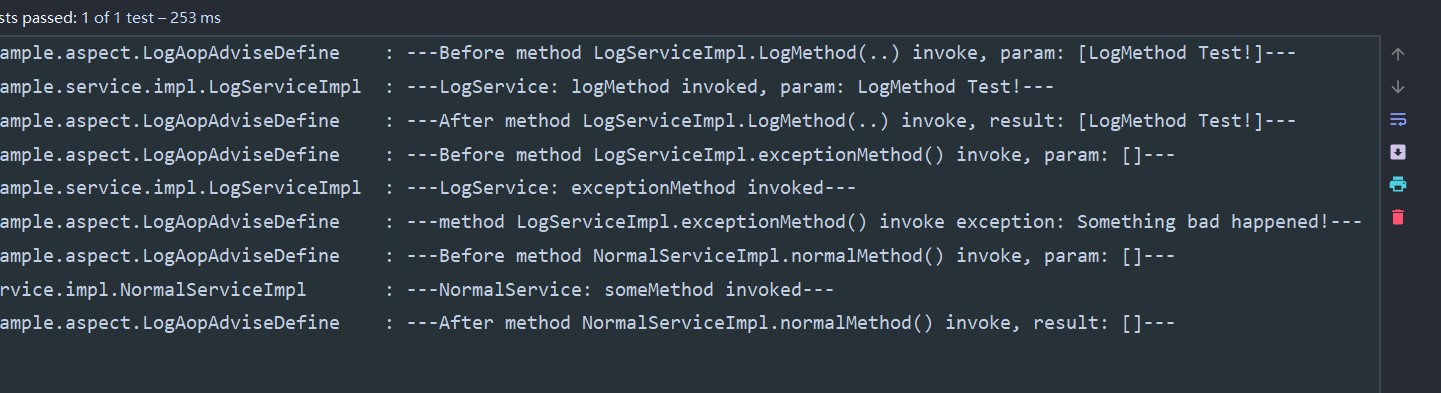 sts passed: 1 of 1 test – 253 ms
ample.aspect.LogAopAdviseDefine    : ---Before method LogServiceImpl.LogMethod(..) invoke, param: [LogMethod Test!]---
ample.service.impl.LogServiceImpl  : ---LogService: logMethod invoked, param: LogMethod Test!---
ample.aspect.LogAopAdviseDefine    : ---After method LogServiceImpl.LogMethod(..) invoke, result: [LogMethod Test!]---
ample.aspect.LogAopAdviseDefine    : ---Before method LogServiceImpl.exceptionMethod() invoke, param: []---
ample.service.impl.LogServiceImpl  : ---LogService: exceptionMethod invoked---
ample.aspect.LogAopAdviseDefine    : ---method LogServiceImpl.exceptionMethod() invoke exception: Something bad happened!---
ample.aspect.LogAopAdviseDefine    : ---Before method NormalServiceImpl.normalMethod() invoke, param: []---
rvice.impl.NormalServiceImpl       : ---NormalService: someMethod invoked---
ample.aspect.LogAopAdviseDefine    : ---After method NormalServiceImpl.normalMethod() invoke, result: []---